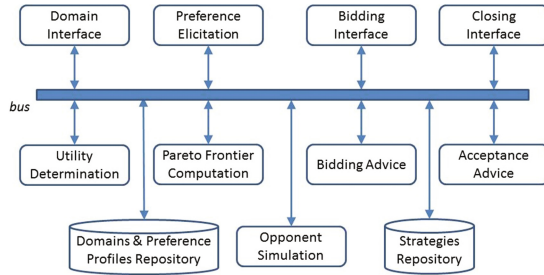 Domain
Interface
Preference
Elicitation
Bidding
Interface
Closing
Interface
bus
Utility
Determination
Pareto Frontier
Computation
Bidding Advice
Acceptance
Advice
Domains & Preference
Profiles Repository
Opponent
Simulation
Strategies
Repository